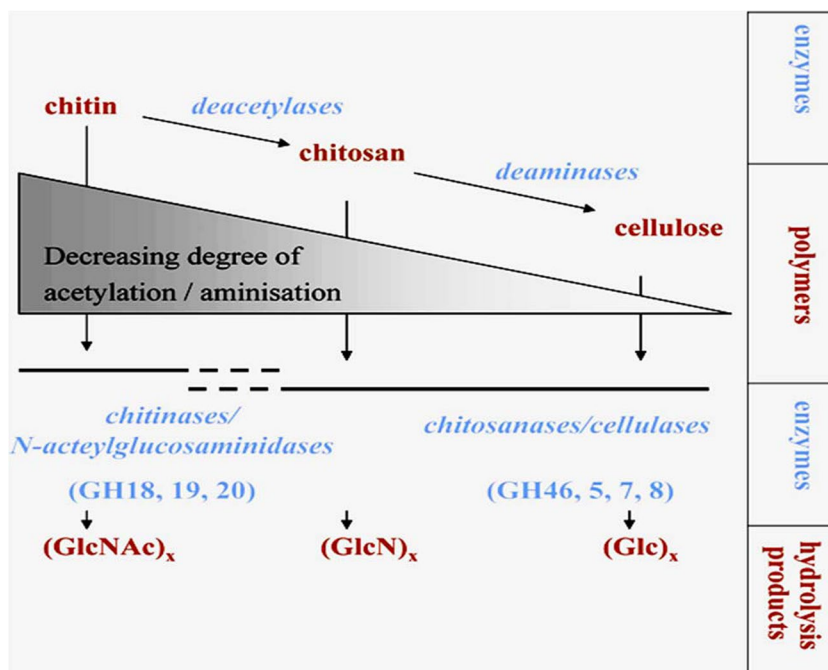 chitin
deacetylases
chitosan
deaminases
cellulose
Decreasing degree of
acetylation / aminisation
chitinases/
N-acteylglucosaminidases
(GH18, 19, 20)
chitosanases/cellulases
(GH46, 5, 7, 8)
(GlcNAc)x
(GlcN)x
(Glc)x
enzymes
polymers
enzymes
hydrolysis
products